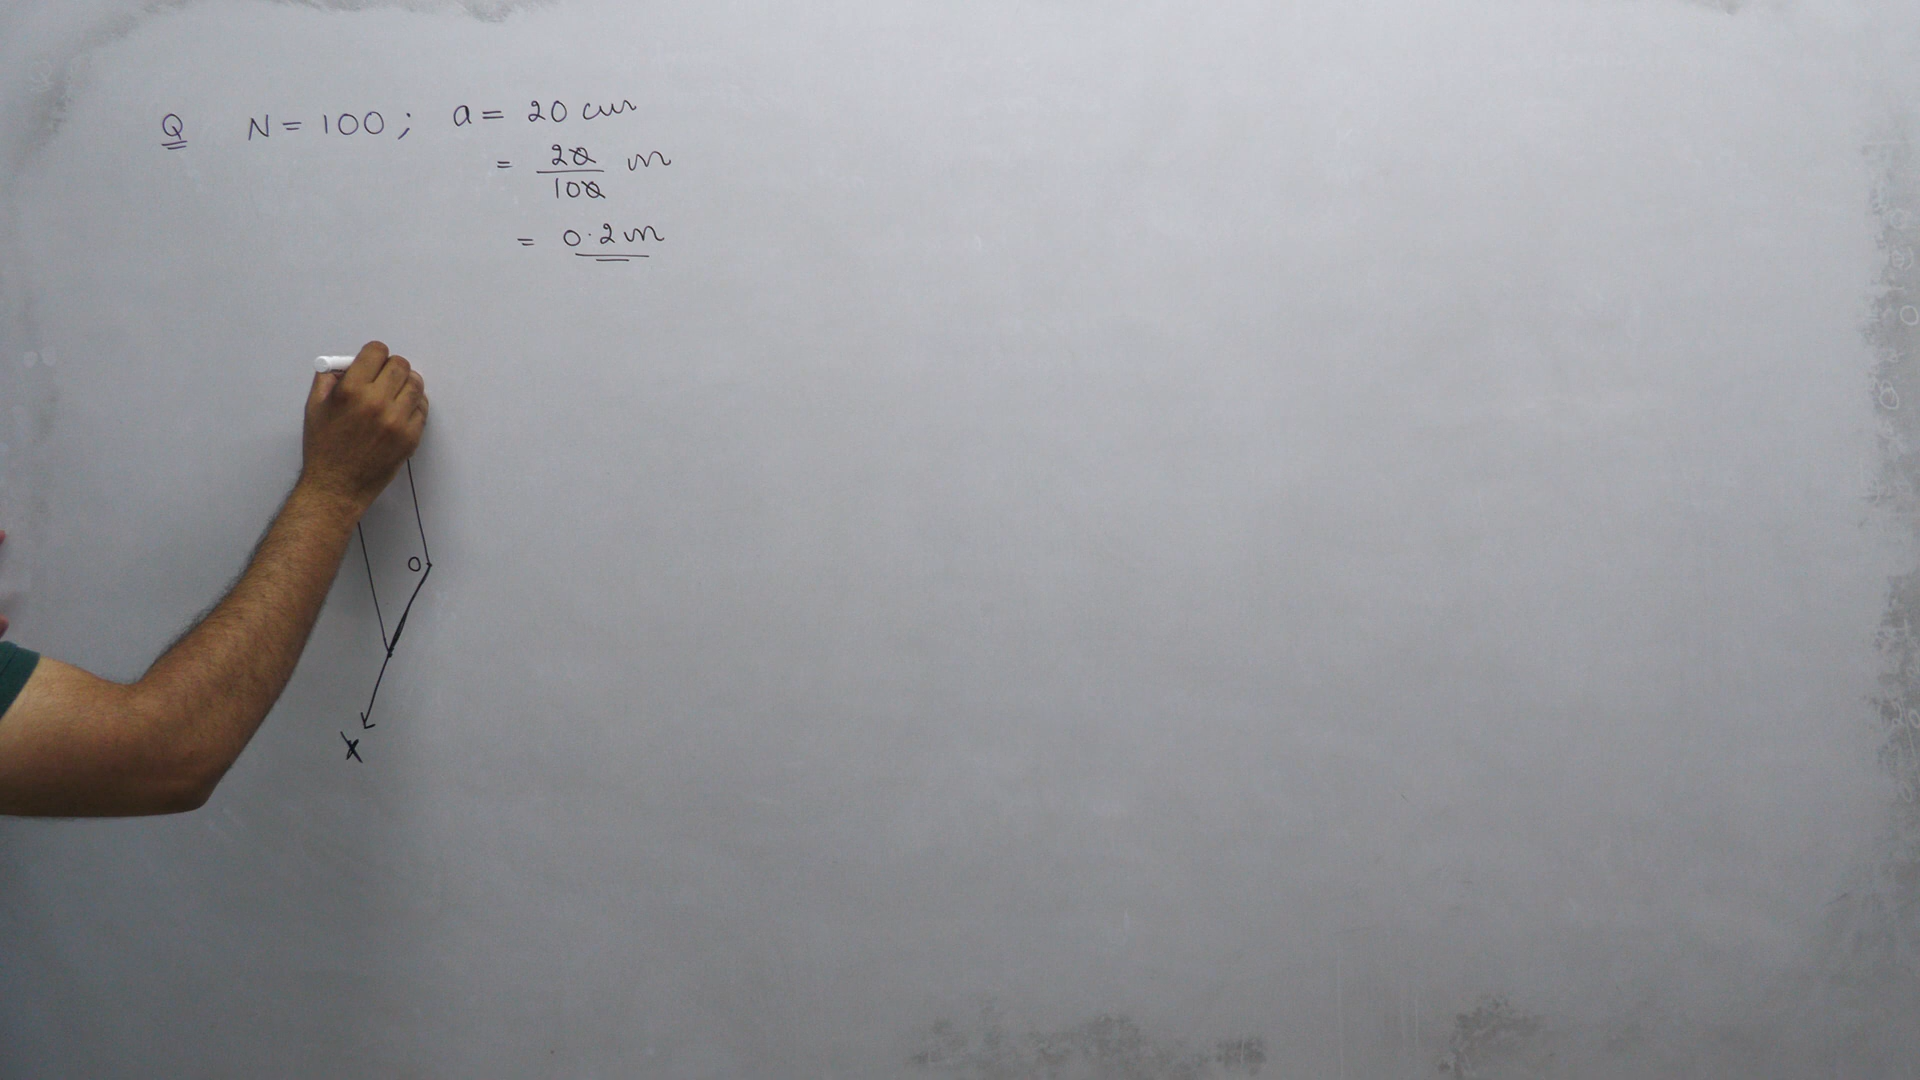 Q N = 100 ; a = 20 cm
= 20/100 m
= 0.2 m
O
X